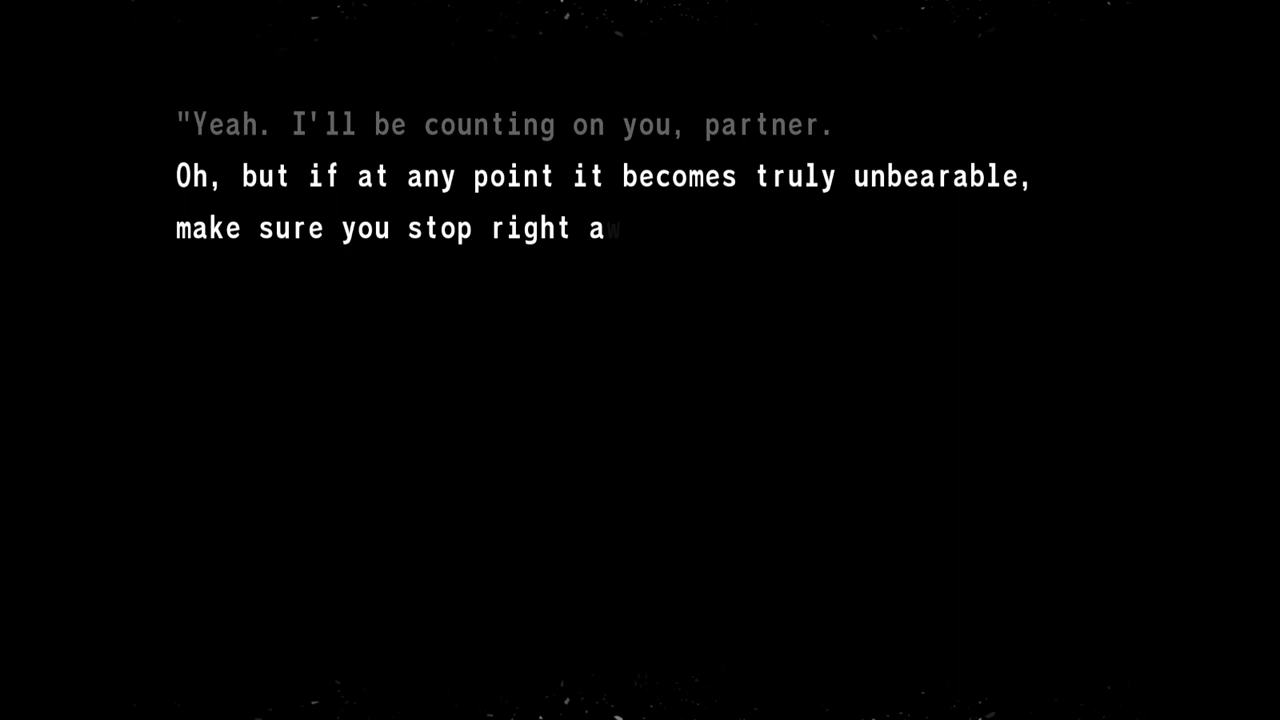 "Yeah. I'll be counting on you, partner.
Oh, but if at any point it becomes truly unbearable,
make sure you stop right aw